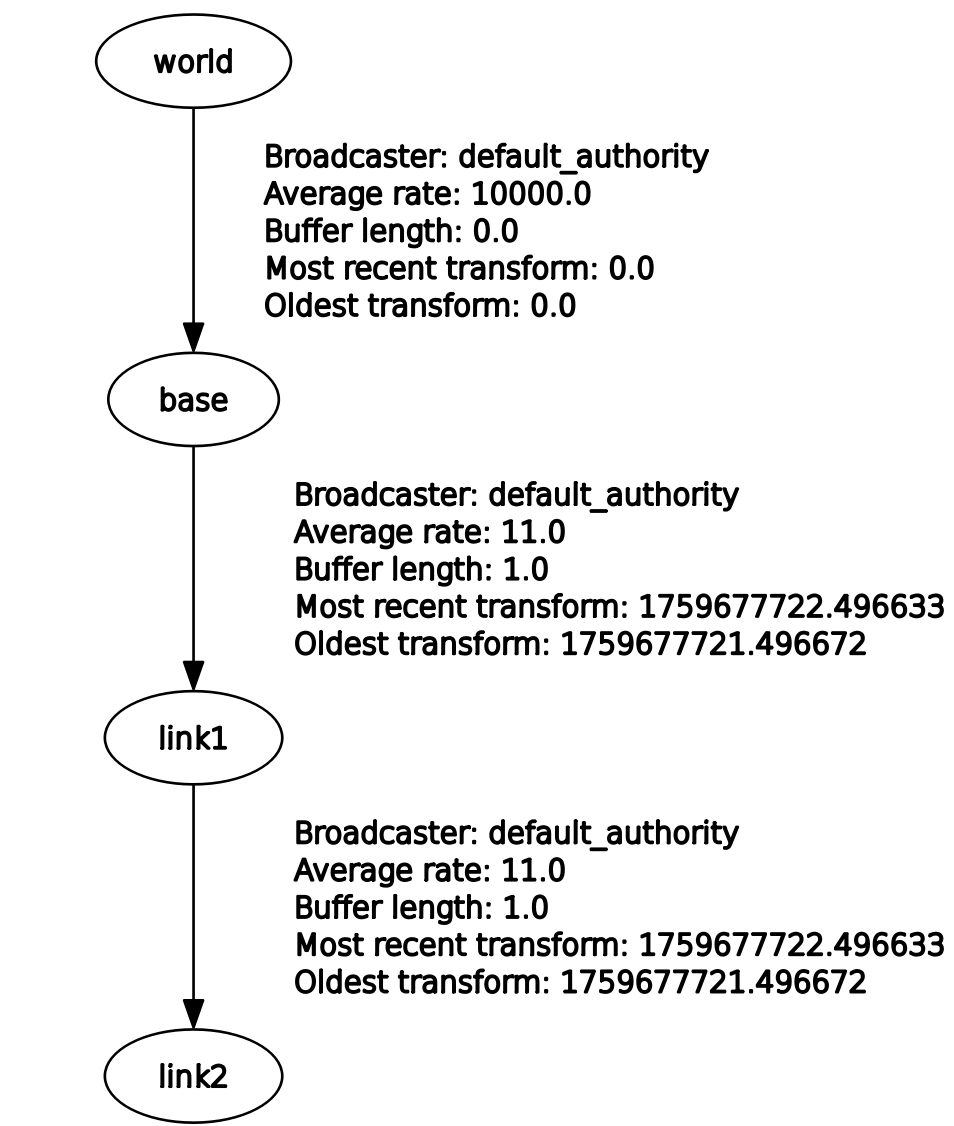 world
Broadcaster: default_authority
Average rate: 10000.0
Buffer length: 0.0
Most recent transform: 0.0
Oldest transform: 0.0
base
Broadcaster: default_authority
Average rate: 11.0
Buffer length: 1.0
Most recent transform: 1759677722.496633
Oldest transform: 1759677721.496672
link1
Broadcaster: default_authority
Average rate: 11.0
Buffer length: 1.0
Most recent transform: 1759677722.496633
Oldest transform: 1759677721.496672
link2